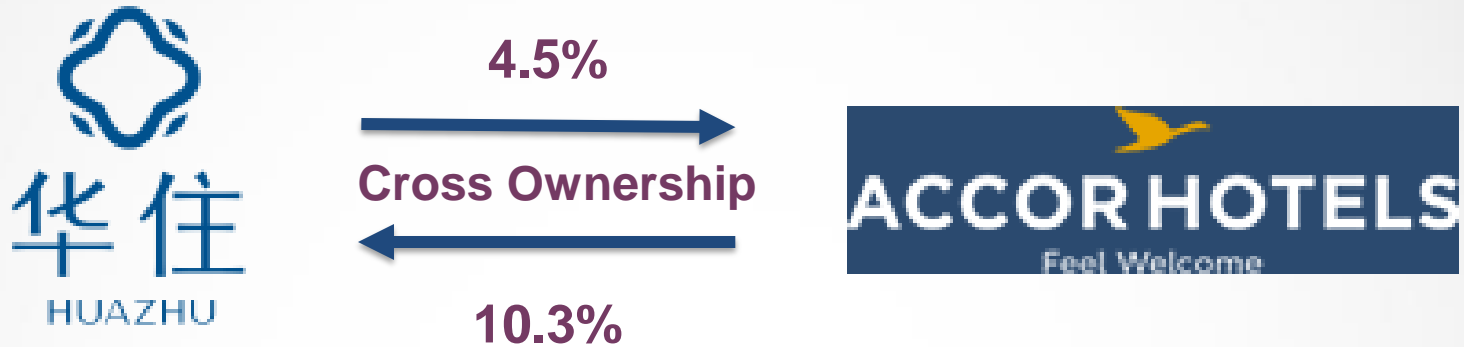 4.5%
华住
HUAZHU
Cross Ownership
ACCOR HOTELS
Feel Welcome
10.3%